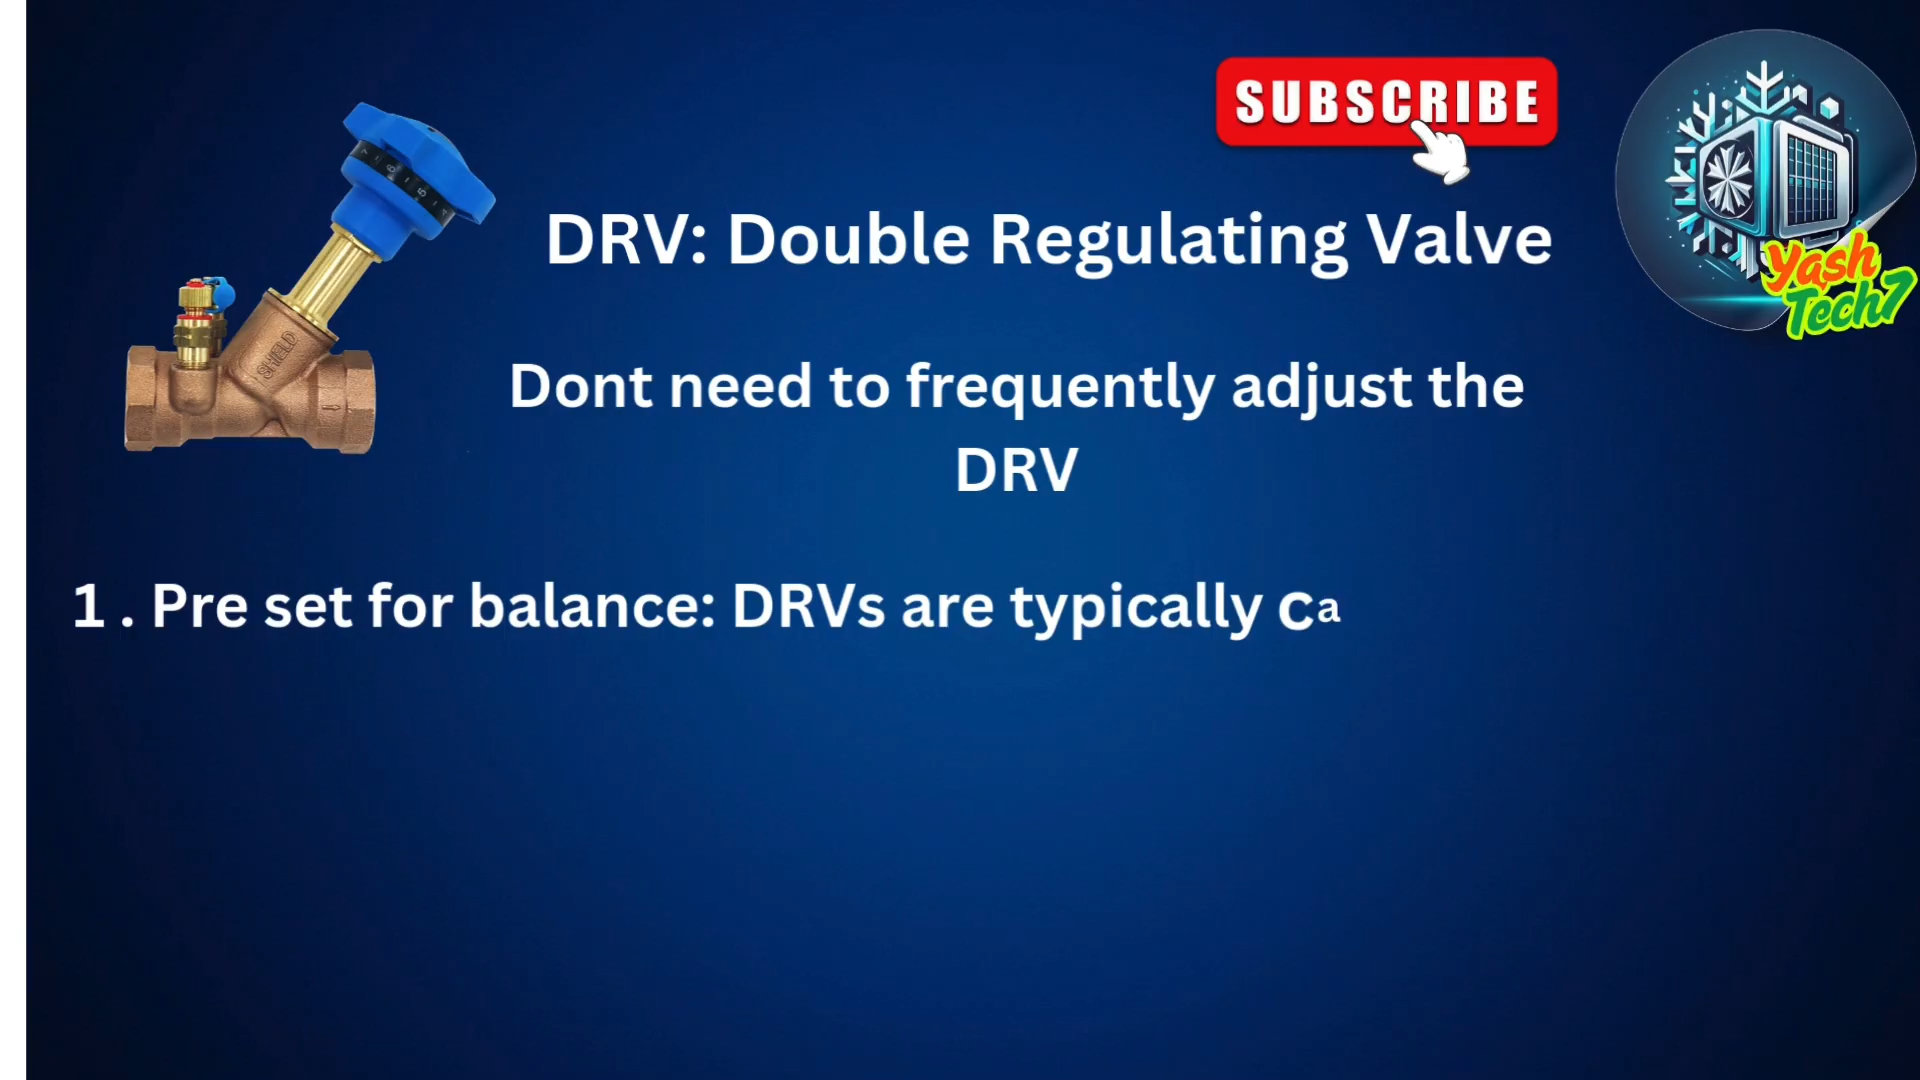 SUBSCRIBE
DRV: Double Regulating Valve
Yash
Tech7
Dont need to frequently adjust the
DRV
SHIELD
1 . Pre set for balance: DRVs are typically ca